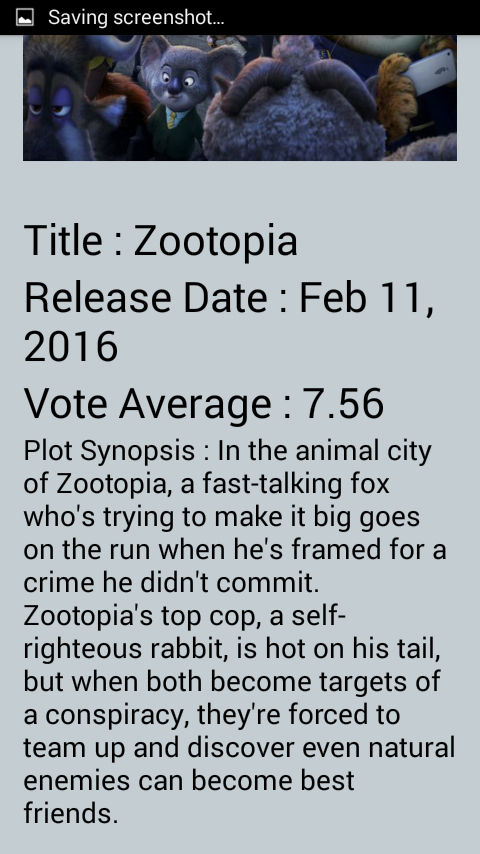 Saving screenshot...
Title : Zootopia
Release Date : Feb 11,
2016
Vote Average : 7.56
Plot Synopsis : In the animal city
of Zootopia, a fast-talking fox
who's trying to make it big goes
on the run when he's framed for a
crime he didn't commit.
Zootopia's top cop, a self-
righteous rabbit, is hot on his tail,
but when both become targets of
a conspiracy, they're forced to
team up and discover even natural
enemies can become best
friends.